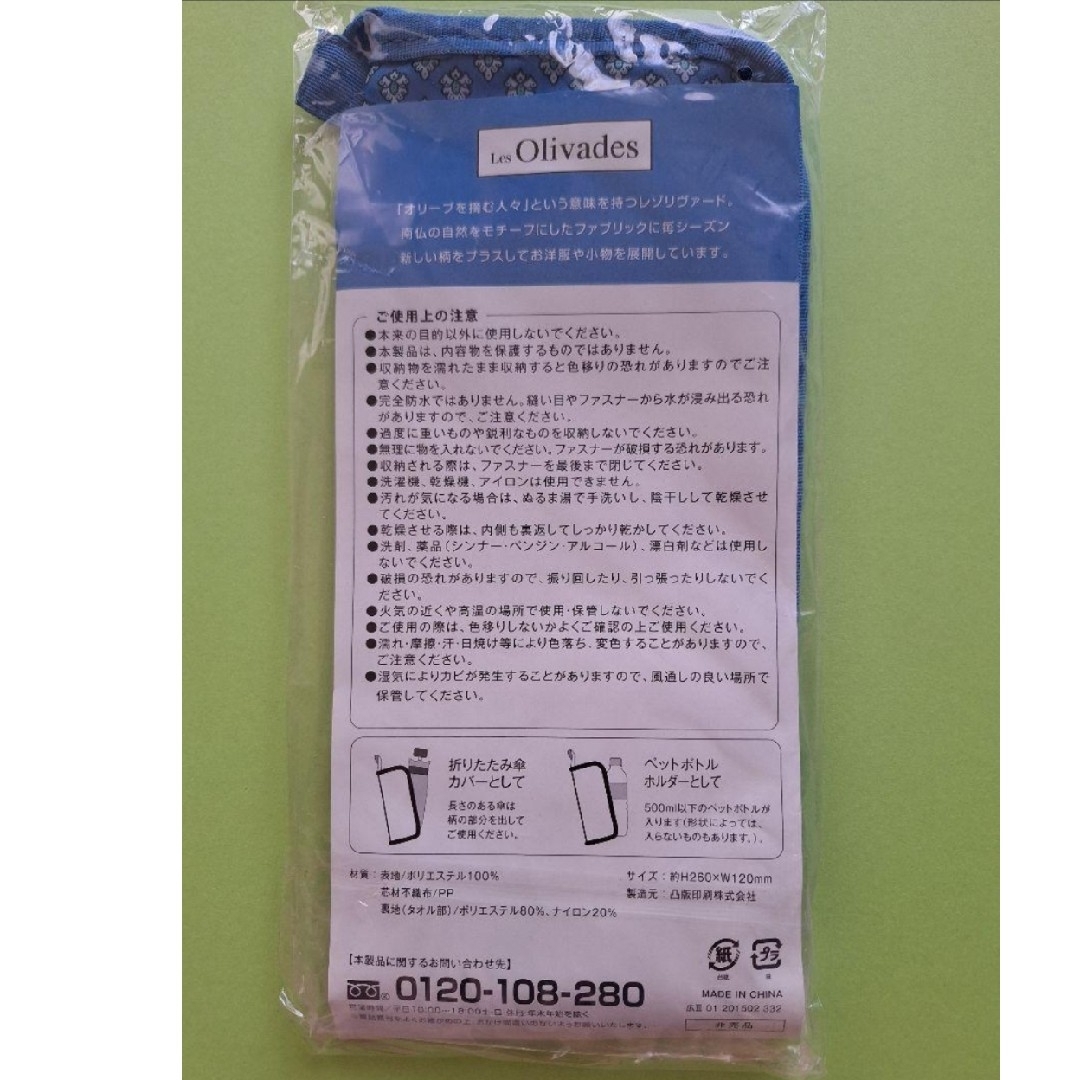 Les Olivades
「オリーブを摘む人々」という意味を持つレゾリヴァード。
南仏の自然をモチーフにしたファブリックに毎シーズン
新しい柄をプラスしてお洋服や小物を展開しています。
ご使用上の注意
●本来の目的以外に使用しないでください。
●本製品は、内容物を保護するものではありません。
●収納物を濡れたまま収納すると色移りの恐れがありますのでご注
意ください。
●完全防水ではありません。縫い目やファスナーから水が浸み出る恐れ
がありますので、ご注意ください。
●過度に重いものや鋭利なものを収納しないでください。
●無理に物を入れないでください。ファスナーが破損する恐れがあります。
●収納される際は、ファスナーを最後まで閉じてください。
●洗濯機、乾燥機、アイロンは使用できません。
●汚れが気になる場合は、ぬるま湯で手洗いし、陰干しして乾燥させ
てください。
●乾燥させる際は、内側も裏返してしっかり乾かしてください。
●洗剤、薬品(シンナー・ベンジン・アルコール)、漂白剤などは使用し
ないでください。
●破損の恐れがありますので、振り回したり、引っ張ったりしないでく
ださい。
●火気の近くや高温の場所で使用・保管しないでください。
●ご使用の際は、色移りしないかよくご確認の上ご使用ください。
●濡れ・摩擦・汗・日焼け等により色落ち、変色することがありますので、
ご注意ください。
●湿気によりカビが発生することがありますので、風通しの良い場所で
保管してください。
折りたたみ傘
カバーとして
長さのある傘は
柄の部分を出して
ご使用ください。
ペットボトル
ホルダーとして
500ml以下のペットボトルが
入ります(形状によっては、
入らないものもあります。)。
材質：表地/ポリエステル100%
芯材不織布/PP
裏地(タオル部)/ポリエステル80%、ナイロン20%
サイズ：約H260×W120mm
製造元：凸版印刷株式会社
紙
台紙
プラ
袋
【本製品に関するお問い合わせ先】
0120-108-280
MADE IN CHINA
01 201502 332
非売品